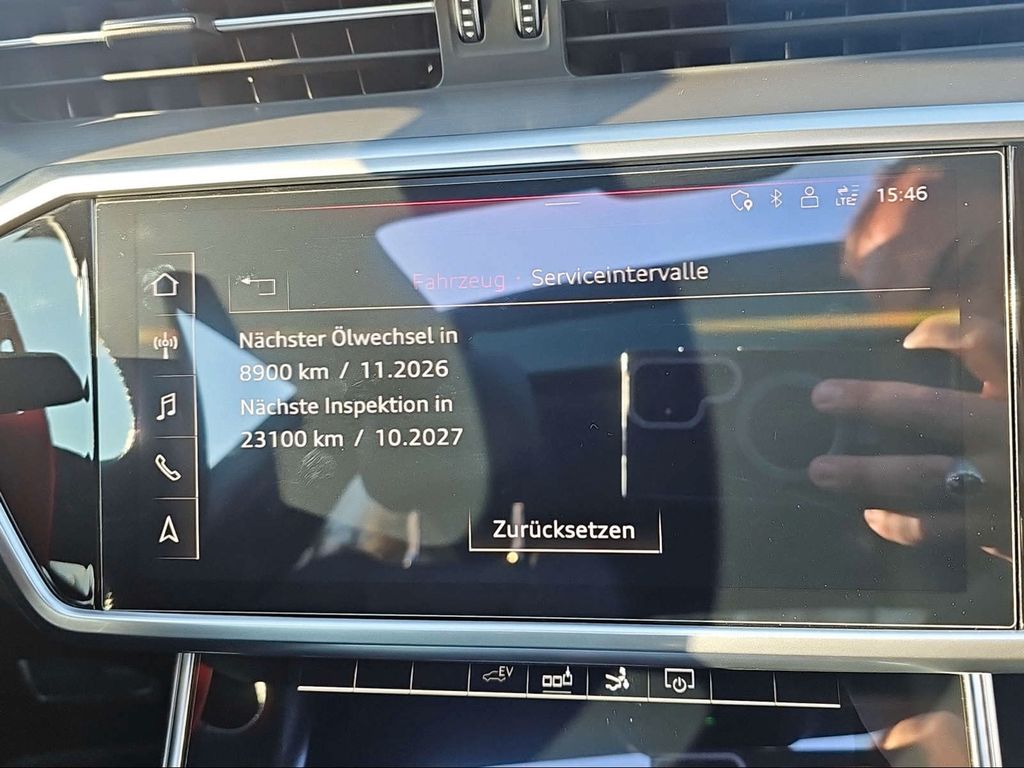 LTE 15:46
Fahrzeug · Serviceintervalle
Nächster Ölwechsel in
8900 km / 11.2026
Nächste Inspektion in
23100 km / 10.2027
Zurücksetzen
EV